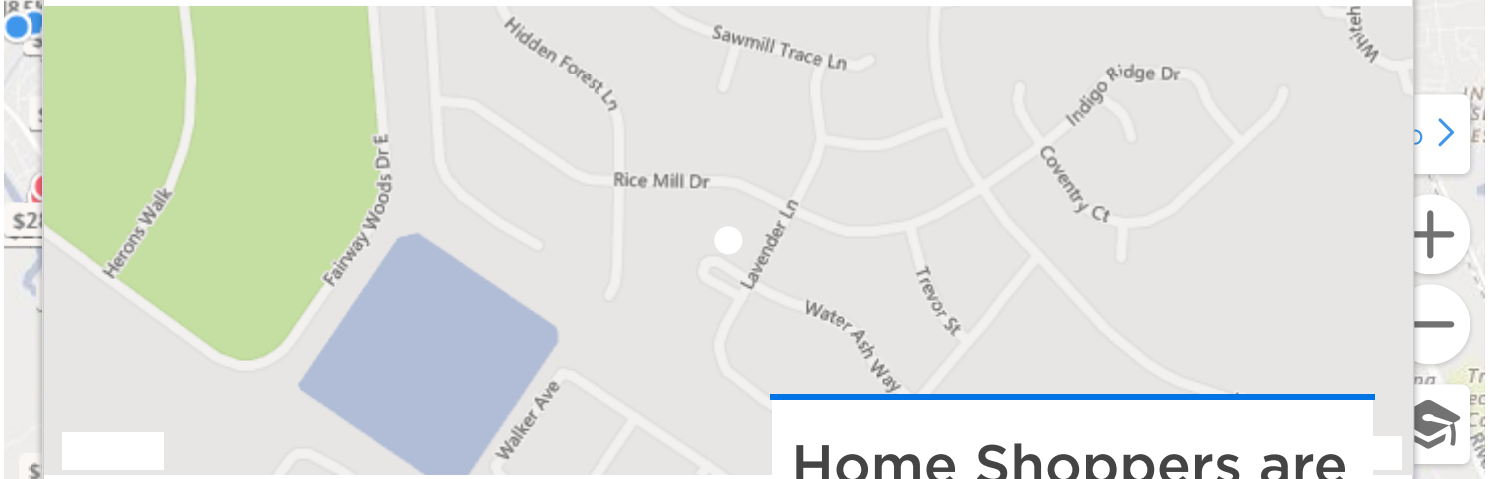 Hidden Forest Ln
Sawmill Trace Ln
Indigo Ridge Dr
Fairway Woods Dr E
Rice Mill Dr
Coventry Ct
Herons Walk
Lavender Ln
$28
Trevor St
Water Ash Way
Walker Ave
Home Shoppers are